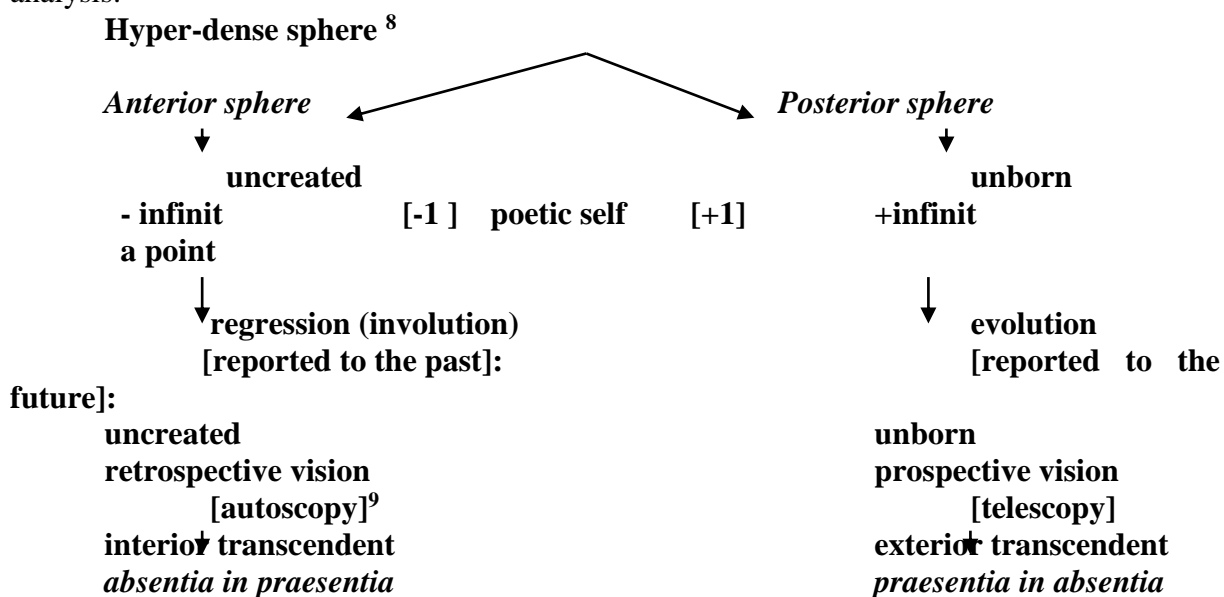 analysis.
Hyper-dense sphere 8
Anterior sphere Posterior sphere
uncreated unborn
- infinit [-1 ] poetic self [+1] +infinit
a point
regression (involution) evolution
[reported to the past]: [reported to the
future]:
uncreated unborn
retrospective vision prospective vision
[autoscopy]9 [telescopy]
interior transcendent exterior transcendent
absentia in praesentia praesentia in absentia